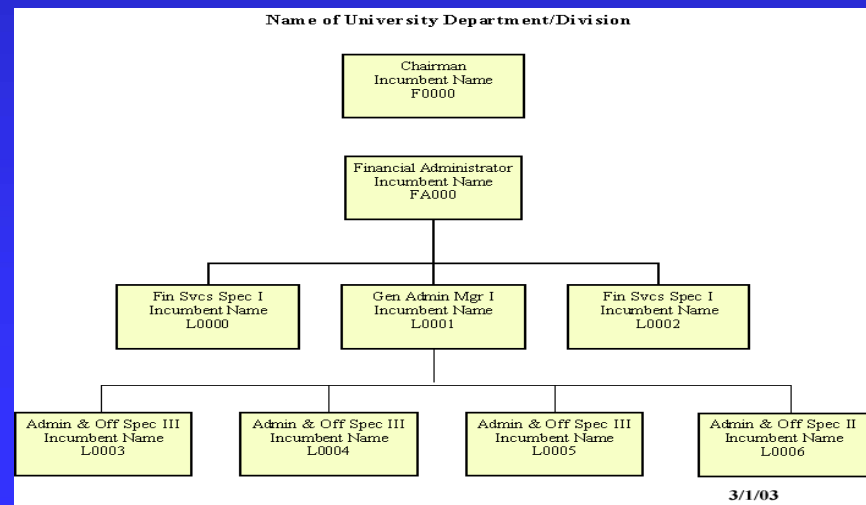 Name of University Department/Division
Chairman
Incumbent Name
F0000
Financial Administrator
Incumbent Name
FA000
Fin Svcs Spec I
Incumbent Name
L0000
Gen Admin Mgr I
Incumbent Name
L0001
Fin Svcs Spec I
Incumbent Name
L0002
Admin & Off Spec III
Incumbent Name
L0003
Admin & Off Spec III
Incumbent Name
L0004
Admin & Off Spec III
Incumbent Name
L0005
Admin & Off Spec II
Incumbent Name
L0006
3/1/03